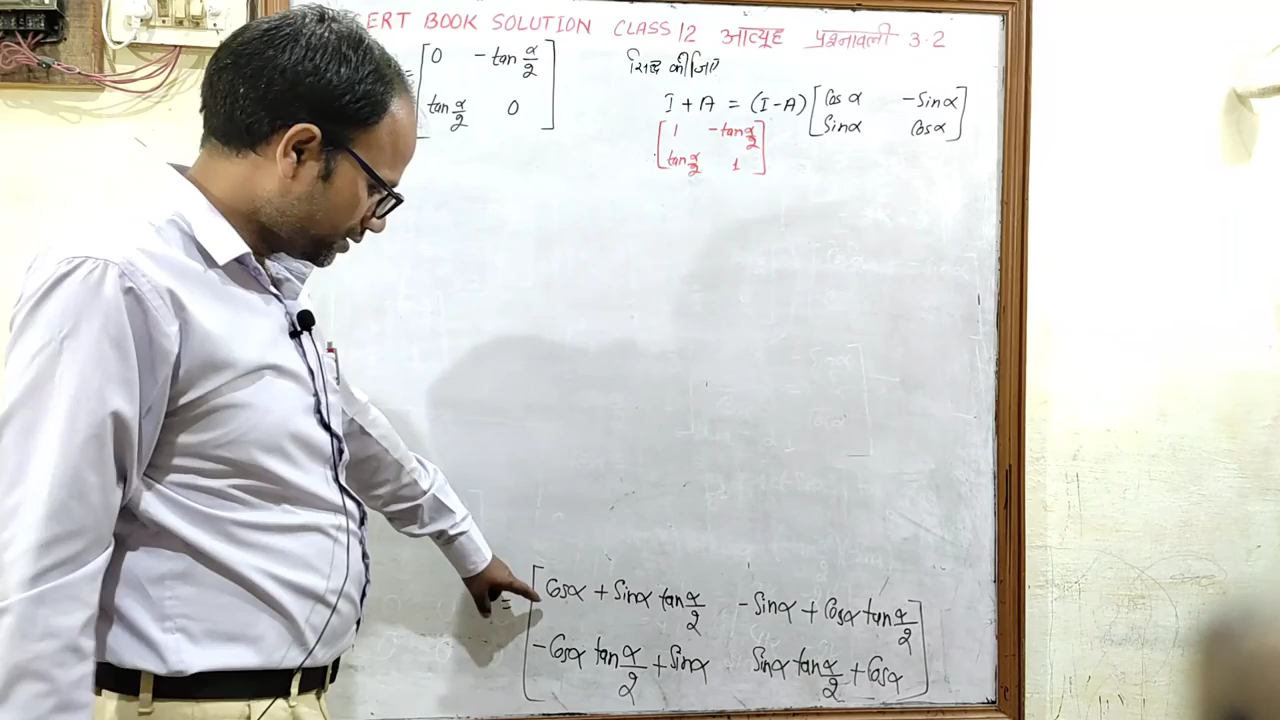 ERT BOOK SOLUTION CLASS 12 आव्यूह प्रश्नावली 3.2
= [0 -tan α/2
tan α/2 0]
सिद्ध कीजिए
I + A = (I - A) [Cos α -Sin α
Sin α Cos α]
[1 -tan α/2
tan α/2 1]
= [Cos α + Sin α tan α/2 -Sin α + Cos α tan α/2
-Cos α tan α/2 + Sin α Sin α tan α/2 + Cos α]